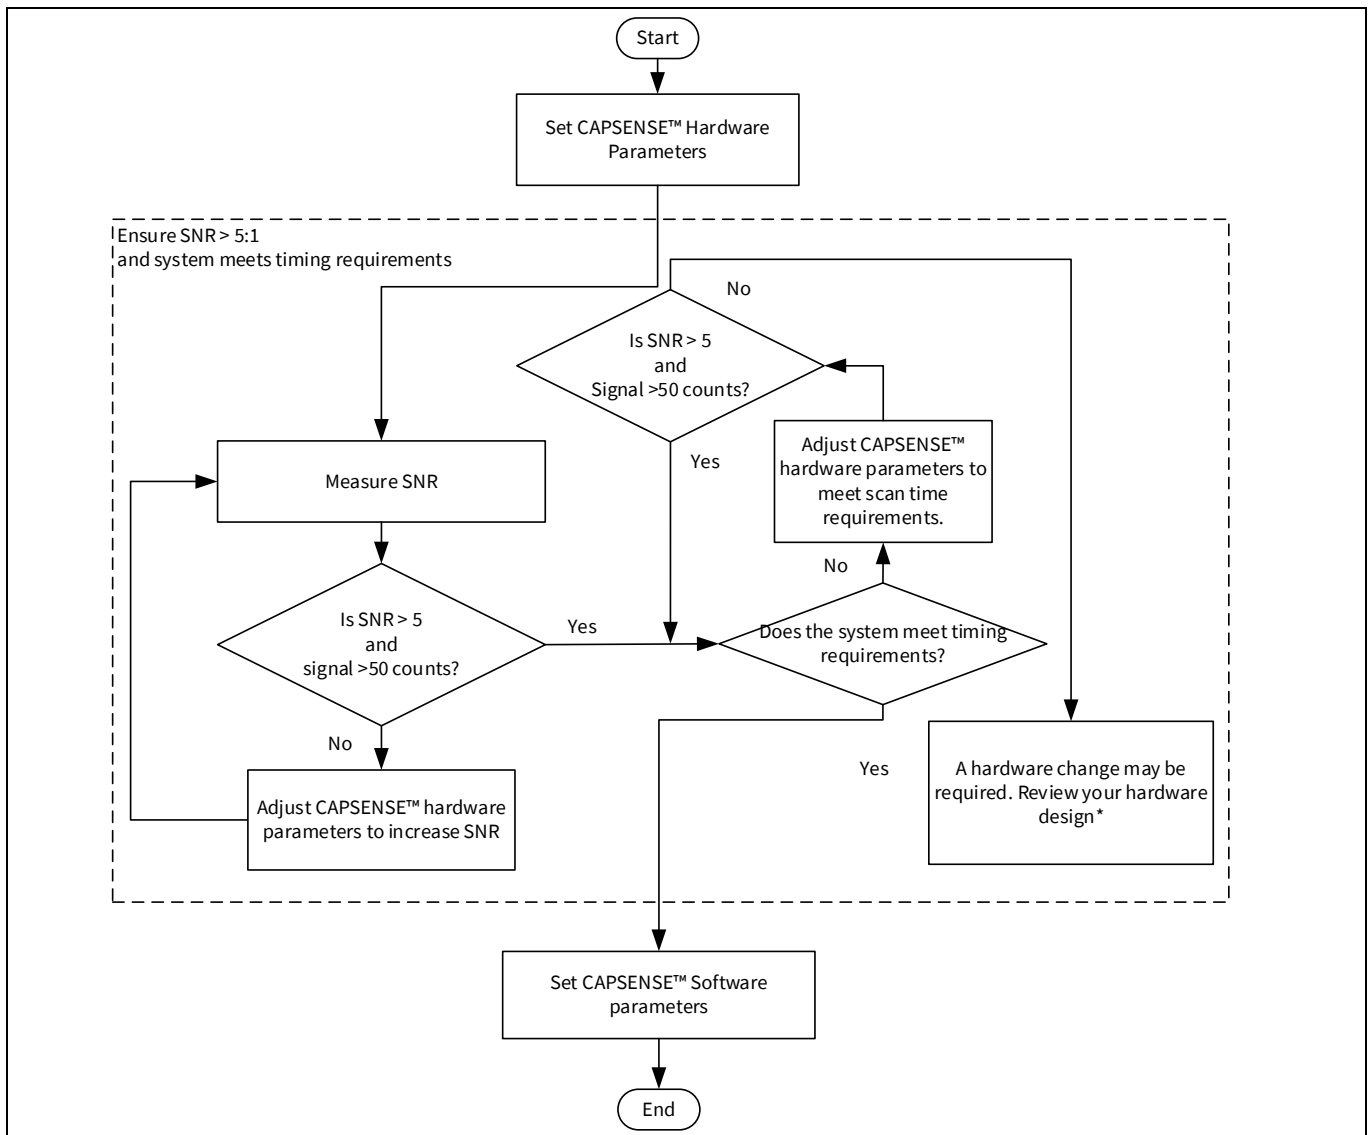 Start
Set CAPSENSE™ Hardware
Parameters
Ensure SNR > 5:1
and system meets timing requirements
No
Is SNR > 5
and
Signal >50 counts?
Yes
Adjust CAPSENSE™
hardware parameters to
meet scan time
requirements.
Measure SNR
No
Is SNR > 5
and
signal >50 counts?
Yes
Does the system meet timing
requirements?
No
Yes
A hardware change may be
required. Review your hardware
design*
Adjust CAPSENSE™ hardware
parameters to increase SNR
Set CAPSENSE™ Software
parameters
End